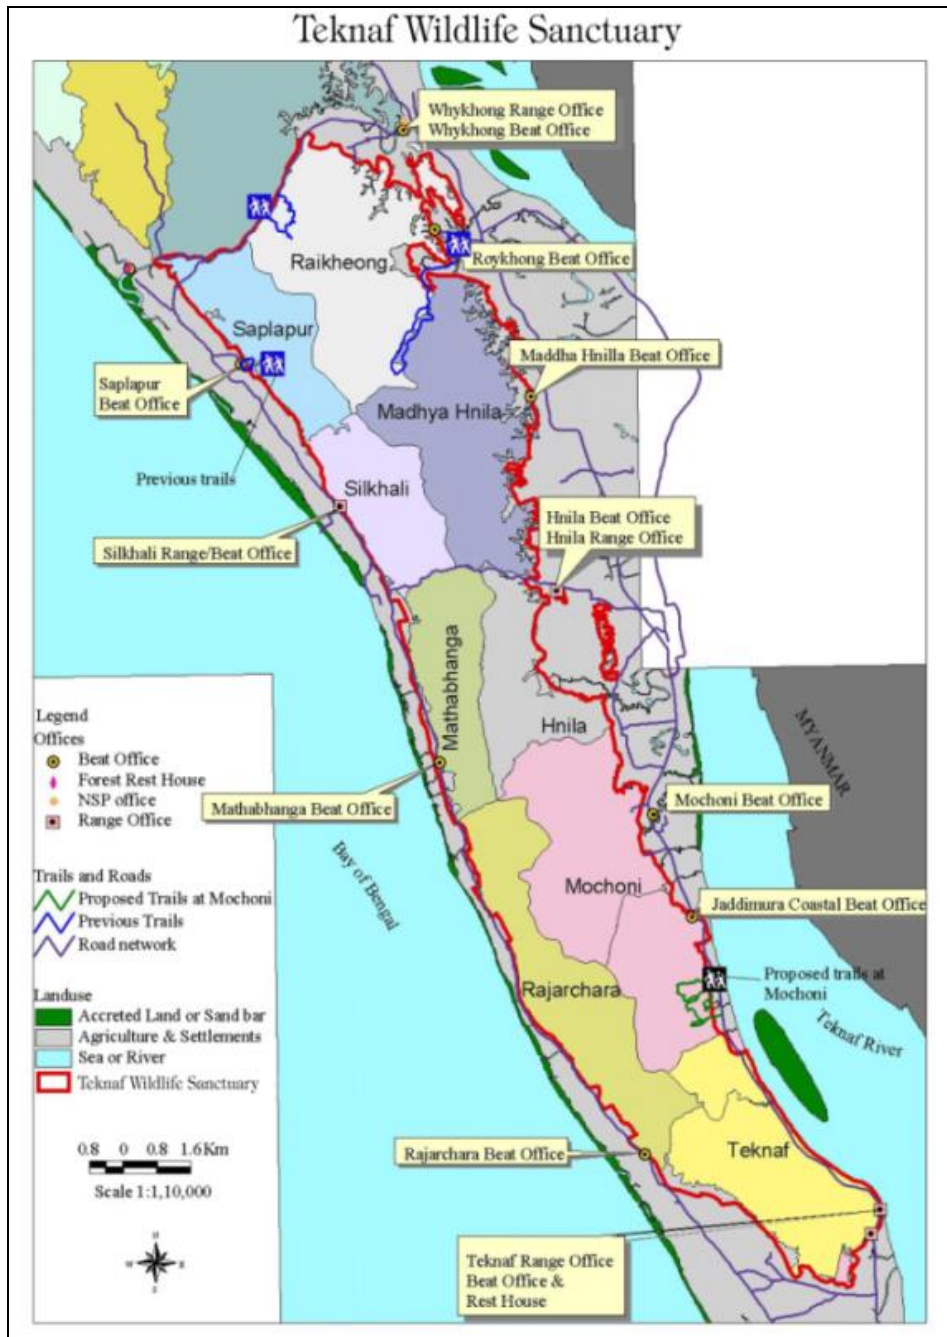 Teknaf Wildlife Sanctuary
Whykhong Range Office
Whykhong Beat Office
Raikheong
Roykhong Beat Office
Saplapur
Maddha Hnilla Beat Office
Saplapur
Beat Office
Madhya Hnila
Previous trails
Silkhali
Hnila Beat Office
Hnila Range Office
Silkhali Range/Beat Office
Mathabhanga
Hnila
MYANMAR
Legend
Offices
Beat Office
Forest Rest House
NSP office
Range Office
Mathabhanga Beat Office
Mochoni Beat Office
Bay of Bengal
Trails and Roads
Proposed Trails at Mochoni
Previous Trails
Road network
Mochoni
Jaddimura Coastal Beat Office
Proposed trails at
Mochoni
Rajarchara
Teknaf River
Landuse
Accreted Land or Sand bar
Agriculture & Settlements
Sea or River
Teknaf Wildlife Sanctuary
0.8 0 0.8 1.6Km
Scale 1:1,10,000
Rajarchara Beat Office
Teknaf
Teknaf Range Office
Beat Office &
Rest House